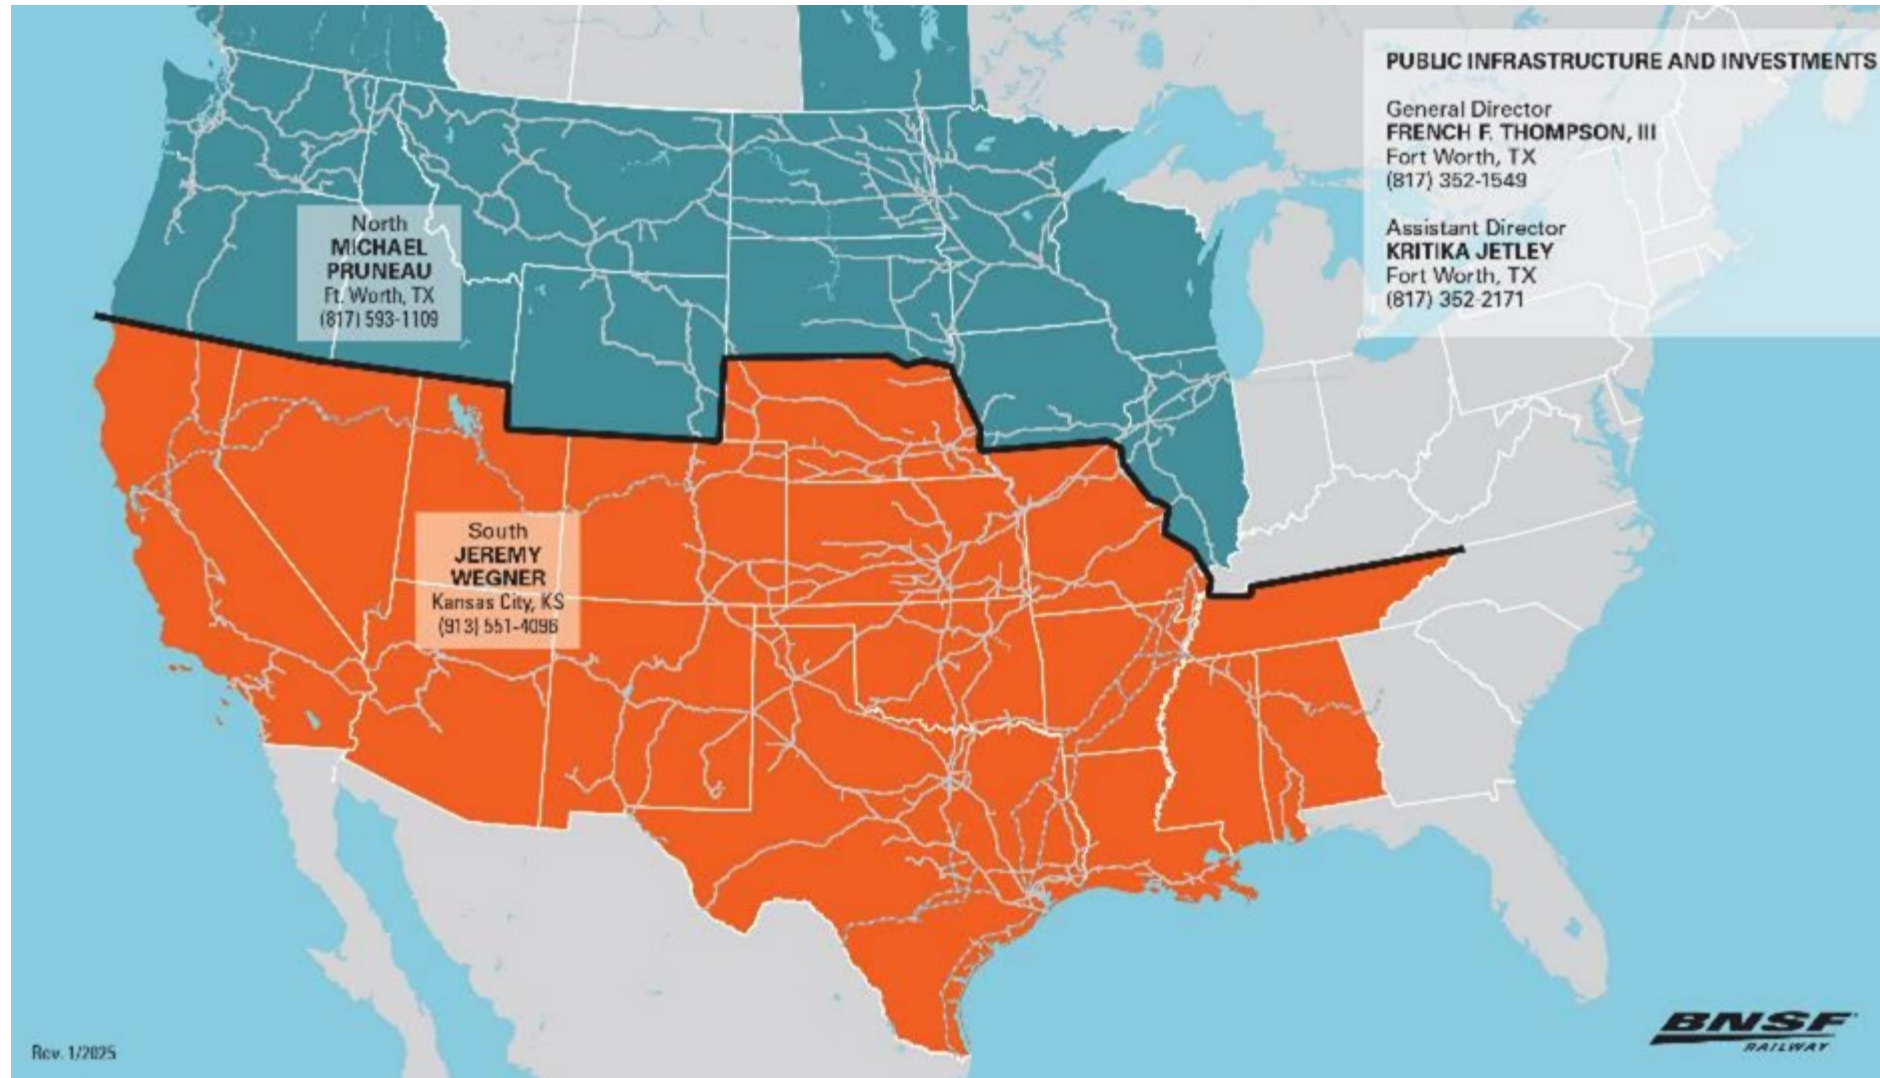 PUBLIC INFRASTRUCTURE AND INVESTMENTS
General Director
FRENCH F. THOMPSON, III
Fort Worth, TX
(817) 352-1549
Assistant Director
KRITIKA JETLEY
Fort Worth, TX
(817) 352-2171
North
MICHAEL
PRUNEAU
Ft. Worth, TX
(817) 593-1109
South
JEREMY
WEGNER
Kansas City, KS
(913) 551-4096
Rev. 1/2025
BNSF
RAILWAY